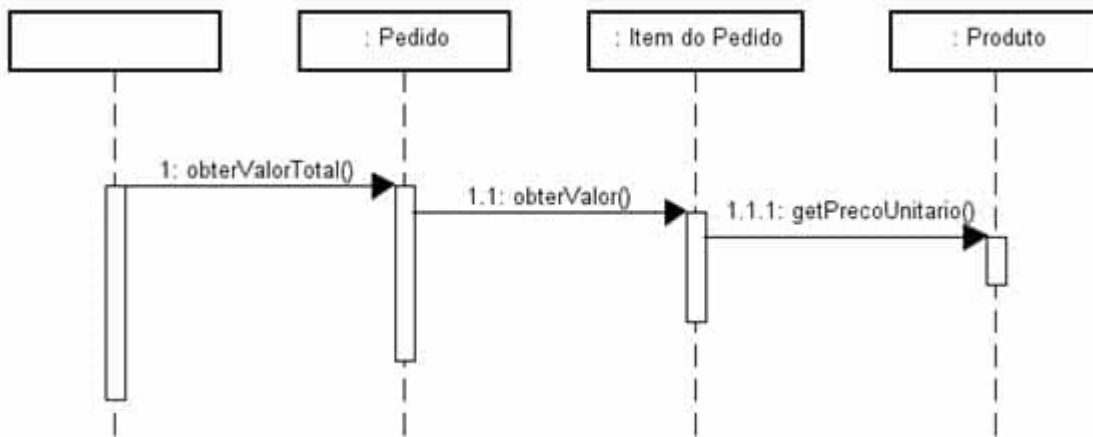 : Pedido
: Item do Pedido
: Produto
1: obterValorTotal()
1.1: obterValor()
1.1.1: getPrecoUnitario()